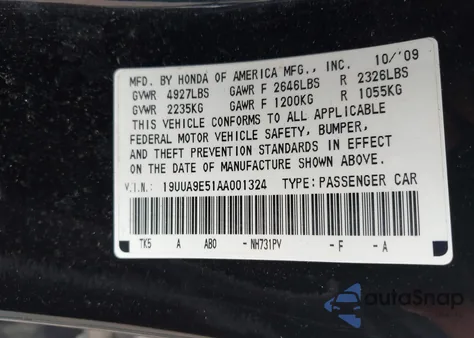 MFD. BY HONDA OF AMERICA MFG., INC. 10/'09
GVWR 4927LBS GAWR F 2646LBS R 2326LBS
GVWR 2235KG GAWR F 1200KG R 1055KG
THIS VEHICLE CONFORMS TO ALL APPLICABLE
FEDERAL MOTOR VEHICLE SAFETY, BUMPER,
AND THEFT PREVENTION STANDARDS IN EFFECT
ON THE DATE OF MANUFACTURE SHOWN ABOVE.
V.I.N.: 19UUA9E51AA001324 TYPE: PASSENGER CAR
TK5 A AB0 -NH731PV -F -A
autoSnap